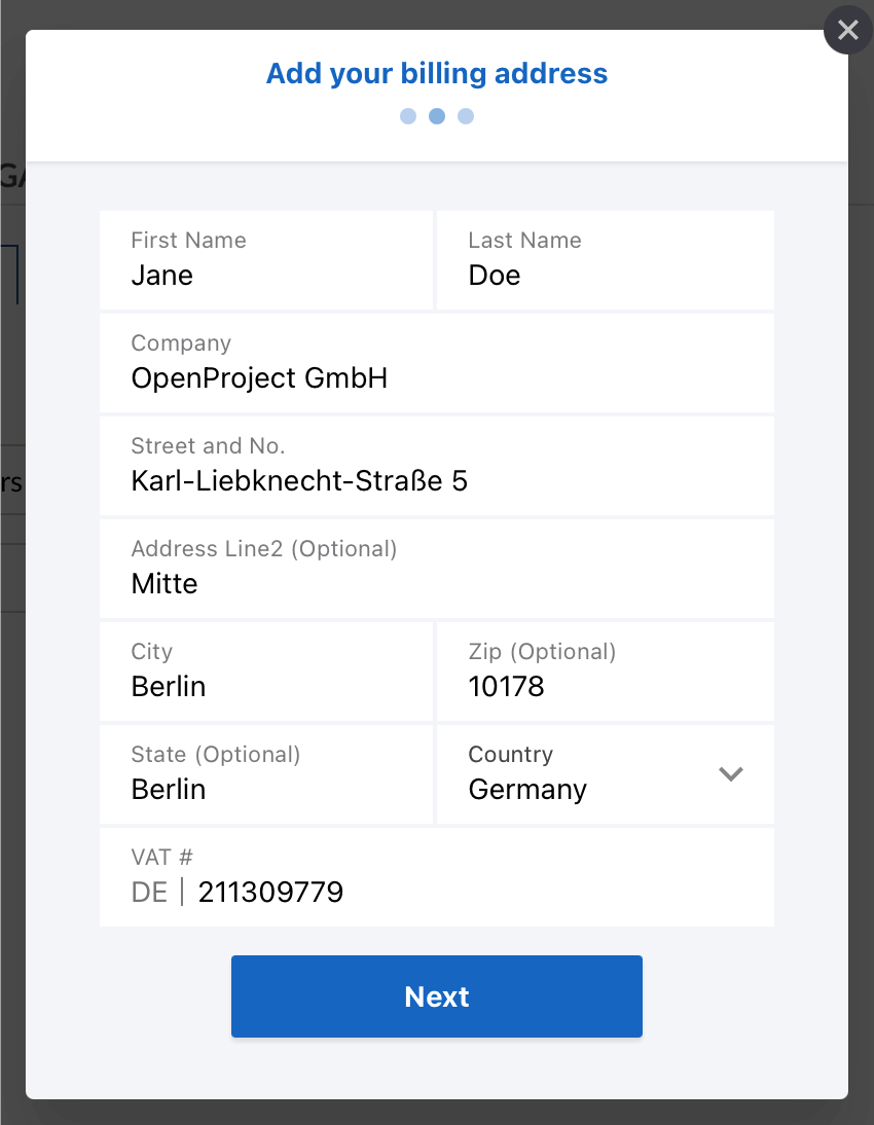 Add your billing address
First Name
Last Name
Jane
Doe
Company
OpenProject GmbH
Street and No.
Karl-Liebknecht-Straße 5
Address Line2 (Optional)
Mitte
City
Zip (Optional)
Berlin
10178
State (Optional)
Country
Berlin
Germany
VAT #
DE | 211309779
Next